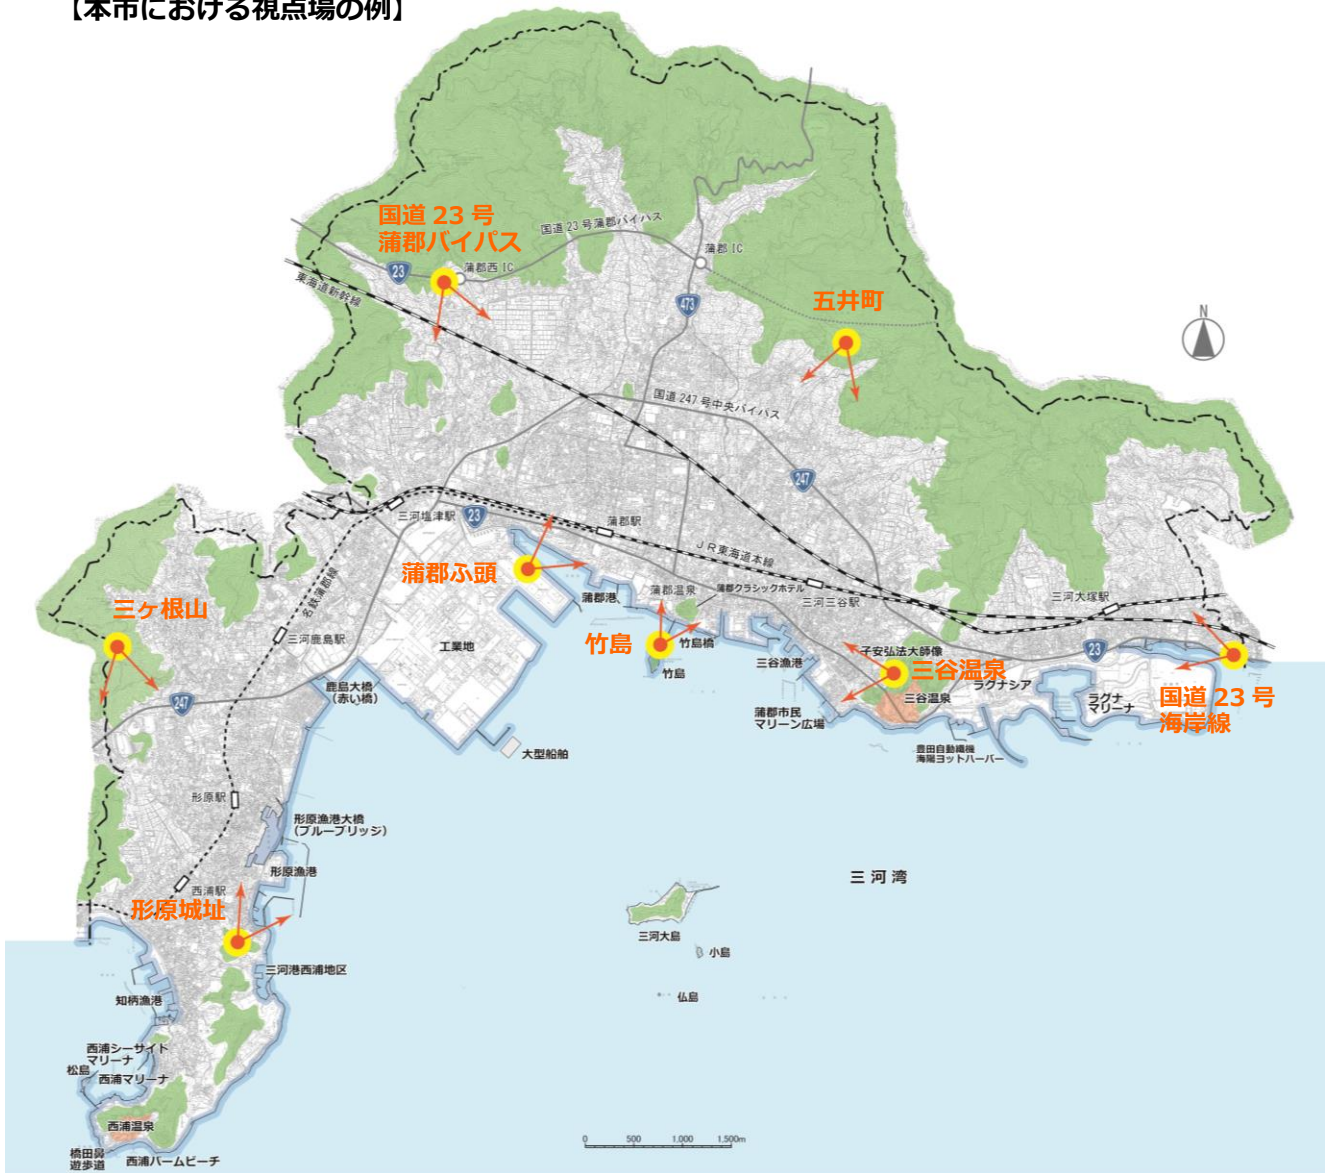 【本市における視点場の例】
国道 23 号
蒲郡バイパス
国道 23 号蒲郡バイパス
23
蒲郡西 IC
蒲郡 IC
東海道新幹線
473
五井町
N
国道 247 号中央バイパス
247
三河塩津駅
23
蒲郡駅
JR東海道本線
蒲郡ふ頭
蒲郡港
蒲郡温泉
蒲郡クラシックホテル
三河三谷駅
三河大塚駅
名鉄蒲郡線
三ヶ根山
三河鹿島駅
工業地
竹島
竹島橋
竹島
三谷漁港
子安弘法大師像
三谷温泉
三谷温泉
23
ラグナシア
ラグナ
マリーナ
国道 23 号
海岸線
247
鹿島大橋
(赤い橋)
蒲郡市民
マリーン広場
大型船舶
豊田自動織機
海陽ヨットハーバー
形原駅
形原漁港大橋
(ブルーブリッジ)
形原漁港
西浦駅
形原城址
三河湾
三河大島
小島
仏島
三河港西浦地区
知柄漁港
西浦シーサイド
マリーナ
松島
西浦マリーナ
西浦温泉
橋田鼻
遊歩道
西浦パームビーチ
0 500 1,000 1,500m